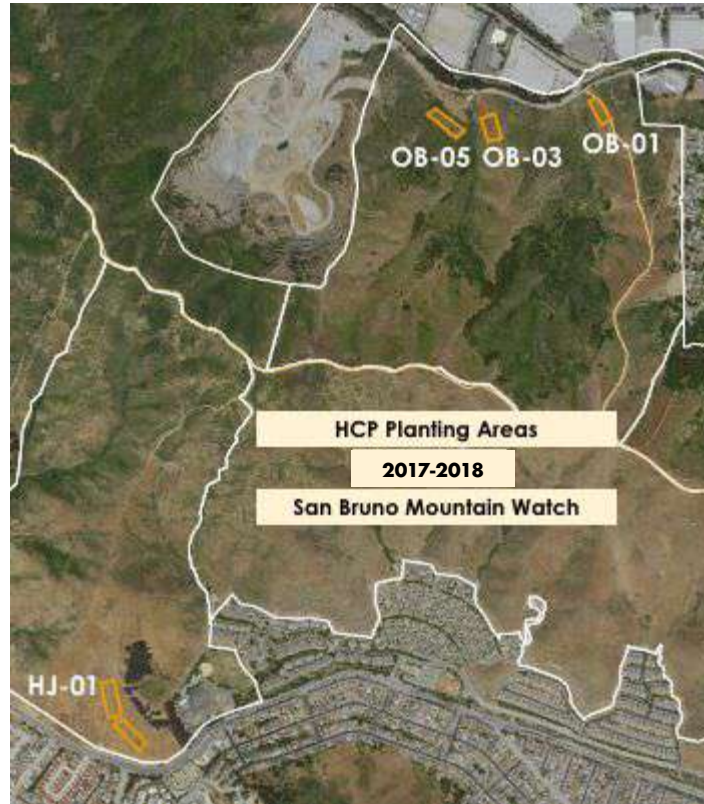 OB-05
OB-03
OB-01
HCP Planting Areas
2017-2018
San Bruno Mountain Watch
HJ-01